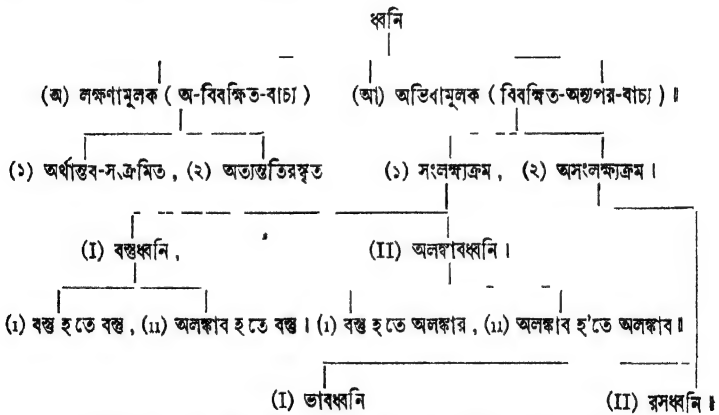 ধ্বনি
(অ) লক্ষণামূলক (অ-বিবক্ষিত-বাচ্য) (আ) অভিধামূলক (বিবক্ষিত-অন্যপর-বাচ্য)॥
(১) অর্থান্তব-সংক্রমিত, (২) অত্যন্ততিরস্কৃত (১) সংলক্ষ্যক্রম, (২) অসংলক্ষ্যক্রম।
(I) বস্তুধ্বনি, (II) অলঙ্কাবধ্বনি।
(i) বস্তু হতে বস্তু, (ii) অলঙ্কাব হতে বস্তু। (i) বস্তু হতে অলঙ্কার, (ii) অলঙ্কাব হ'তে অলঙ্কাব॥
(I) ভাবধ্বনি (II) রসধ্বনি॥